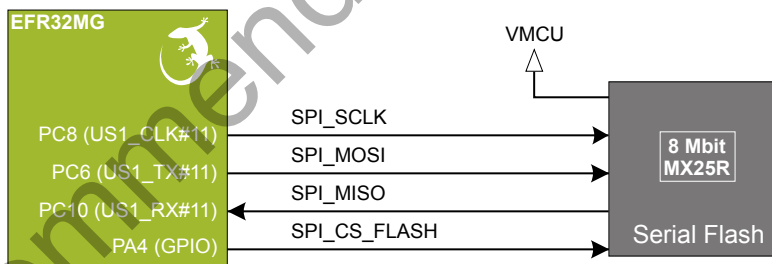 EFR32MG
VMCU
PC8 (US1_CLK#11)
SPI_SCLK
PC6 (US1_TX#11)
SPI_MOSI
PC10 (US1_RX#11)
SPI_MISO
PA4 (GPIO)
SPI_CS_FLASH
8 Mbit
MX25R
Serial Flash